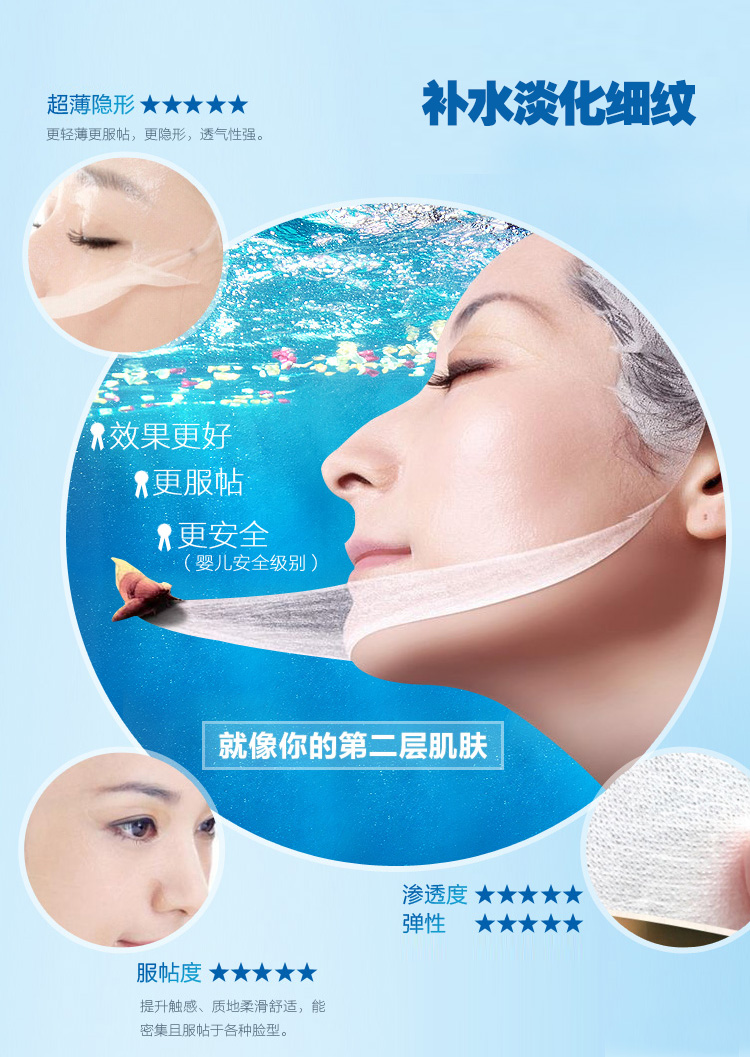 补水淡化细纹
超薄隐形 ★★★★★
更轻薄更服帖，更隐形，透气性强。
效果更好
更服帖
更安全
（婴儿安全级别）
就像你的第二层肌肤
渗透度 ★★★★★
弹性 ★★★★★
服帖度 ★★★★★
提升触感、质地柔滑舒适，能
密集且服帖于各种脸型。